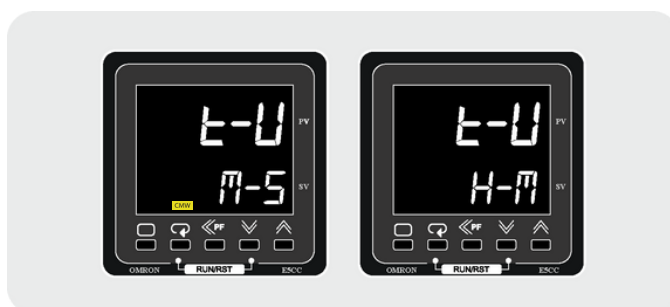 t-U
PV
M-S
SV
CMW
PF
OMRON
RUN/RST
E5CC
t-U
PV
H-M
SV
PF
OMRON
RUN/RST
E5CC